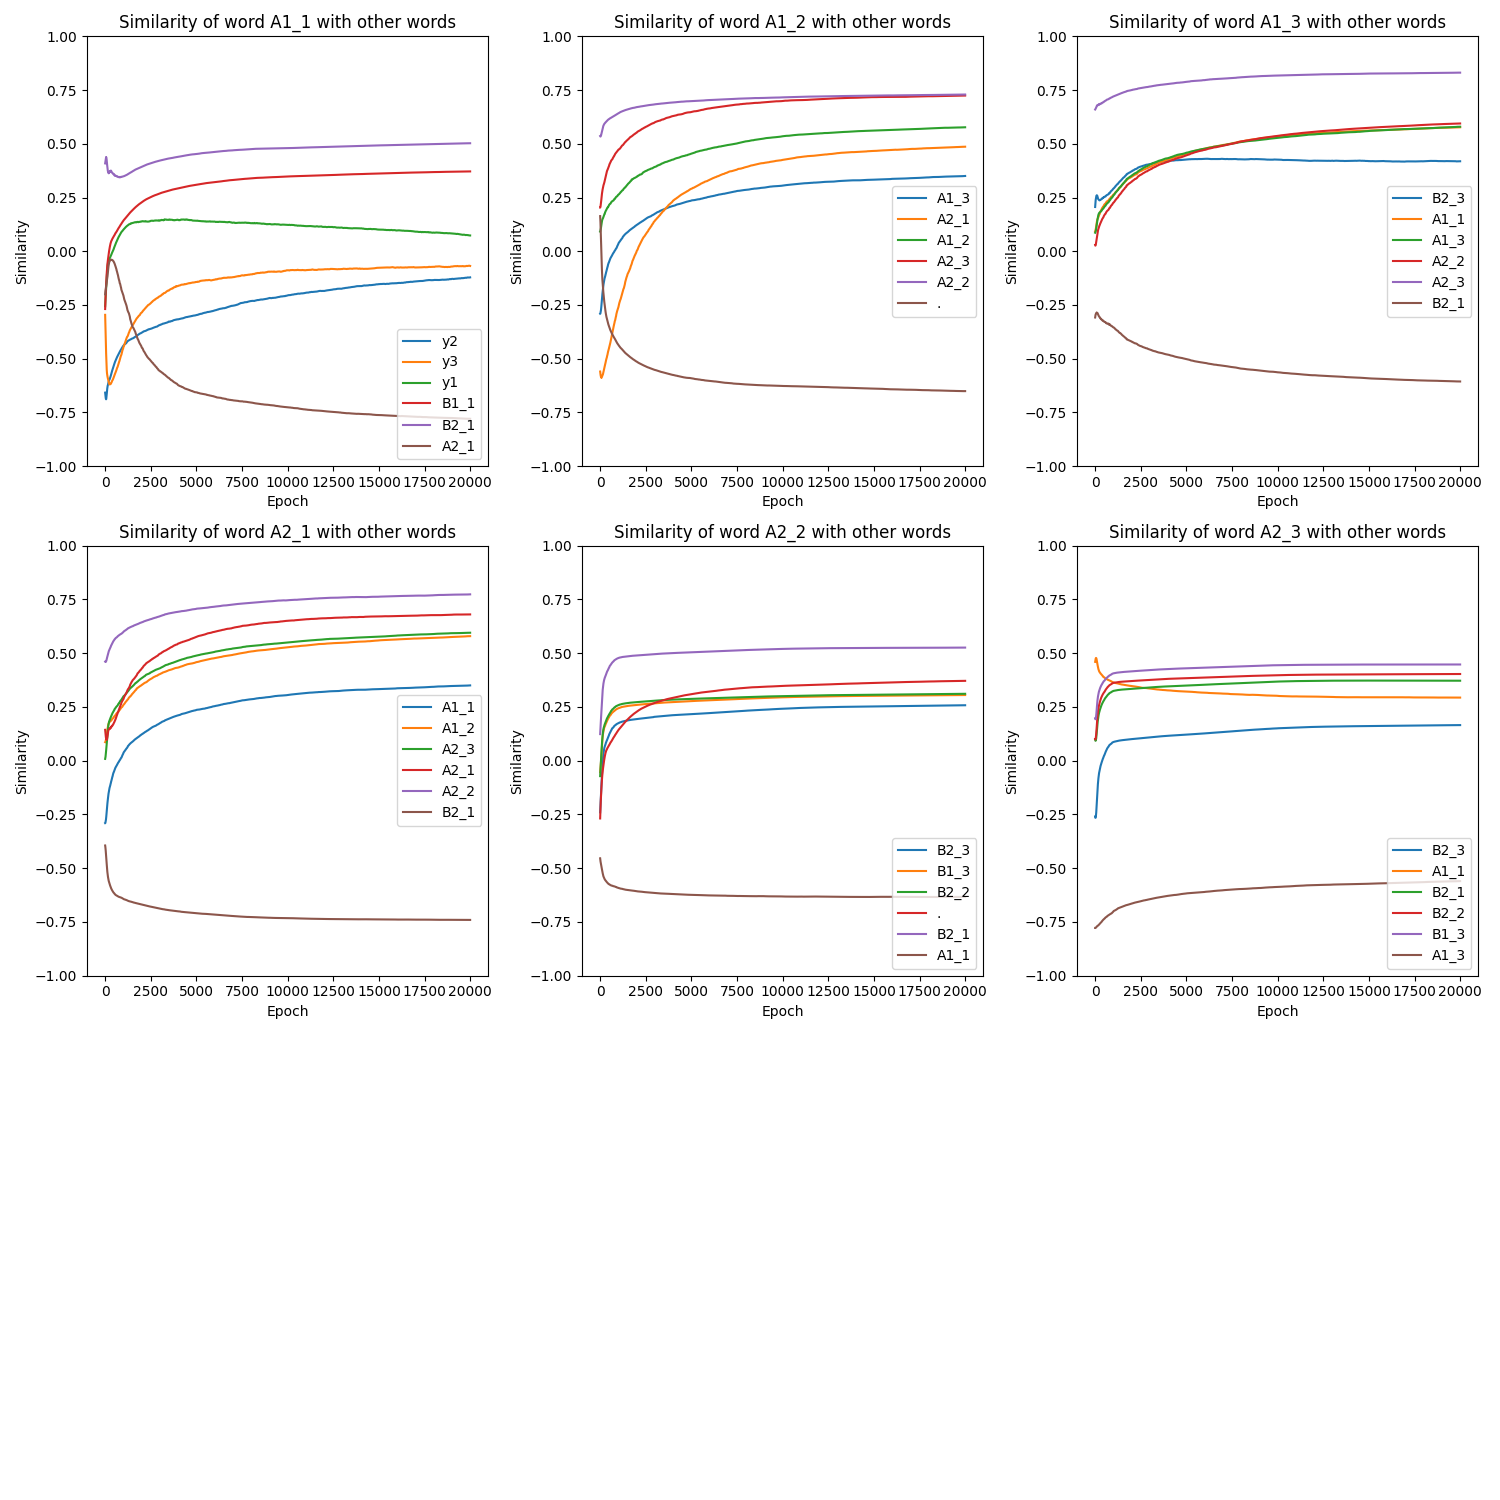 Similarity of word A1_1 with other words
1.00
0.75
0.50
0.25
0.00
−0.25
−0.50
−0.75
−1.00
Similarity
0 2500 5000 7500 10000 12500 15000 17500 20000
Epoch
y2
y3
y1
B1_1
B2_1
A2_1
Similarity of word A1_2 with other words
1.00
0.75
0.50
0.25
0.00
−0.25
−0.50
−0.75
−1.00
Similarity
0 2500 5000 7500 10000 12500 15000 17500 20000
Epoch
A1_3
A2_1
A1_2
A2_3
A2_2
.
Similarity of word A1_3 with other words
1.00
0.75
0.50
0.25
0.00
−0.25
−0.50
−0.75
−1.00
Similarity
0 2500 5000 7500 10000 12500 15000 17500 20000
Epoch
B2_3
A1_1
A1_3
A2_2
A2_3
B2_1
Similarity of word A2_1 with other words
1.00
0.75
0.50
0.25
0.00
−0.25
−0.50
−0.75
−1.00
Similarity
0 2500 5000 7500 10000 12500 15000 17500 20000
Epoch
A1_1
A1_2
A2_3
A2_1
A2_2
B2_1
Similarity of word A2_2 with other words
1.00
0.75
0.50
0.25
0.00
−0.25
−0.50
−0.75
−1.00
Similarity
0 2500 5000 7500 10000 12500 15000 17500 20000
Epoch
B2_3
B1_3
B2_2
.
B2_1
A1_1
Similarity of word A2_3 with other words
1.00
0.75
0.50
0.25
0.00
−0.25
−0.50
−0.75
−1.00
Similarity
0 2500 5000 7500 10000 12500 15000 17500 20000
Epoch
B2_3
A1_1
B2_1
B2_2
B1_3
A1_3